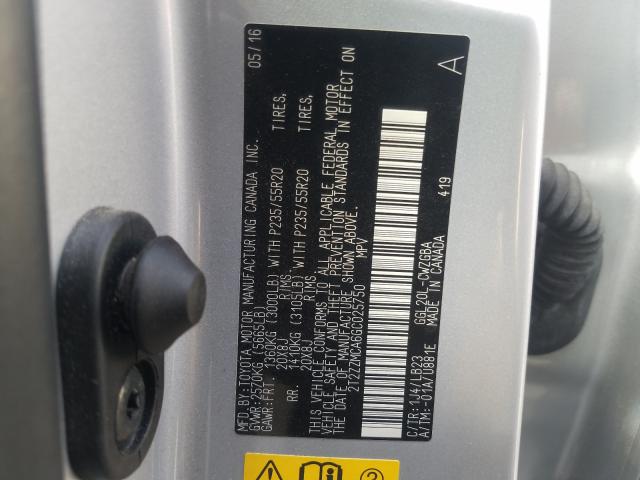 MFD. BY: TOYOTA MOTOR MANUFACTURING CANADA INC. 05/16
GVWR: 2570KG (5665LB)
GAWR: FRT. 1360KG (3000LB) WITH P235/55R20 TIRES,
20X8J RIMS,
RR. 1410KG (3105LB) WITH P235/55R20 TIRES,
20X8J RIMS,
THIS VEHICLE CONFORMS TO ALL APPLICABLE FEDERAL MOTOR
VEHICLE SAFETY AND THEFT PREVENTION STANDARDS IN EFFECT ON
THE DATE OF MANUFACTURE SHOWN ABOVE.
2T2ZZMCA6GC025750 MPV
A
C/TR: 1J4/LB23 GGL20L-CWZGBA 419
A/TM: -01A/U881E MADE IN CANADA